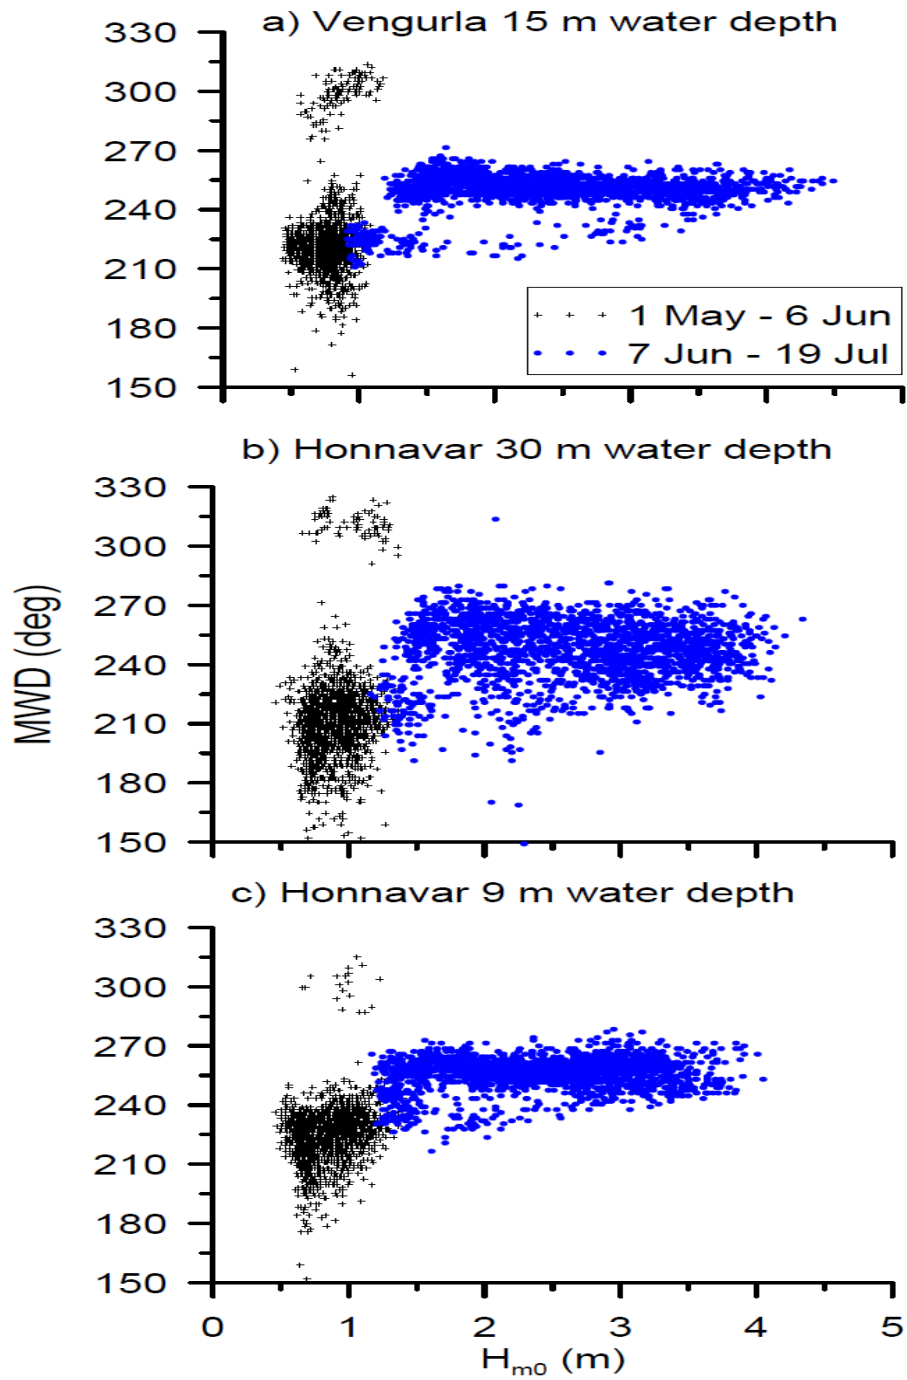 a) Vengurla 15 m water depth
330
300
270
240
210
180
150
1 May - 6 Jun
7 Jun - 19 Jul
b) Honnavar 30 m water depth
330
300
270
240
210
180
150
MWD (deg)
c) Honnavar 9 m water depth
330
300
270
240
210
180
150
0 1 2 3 4 5
Hm0 (m)